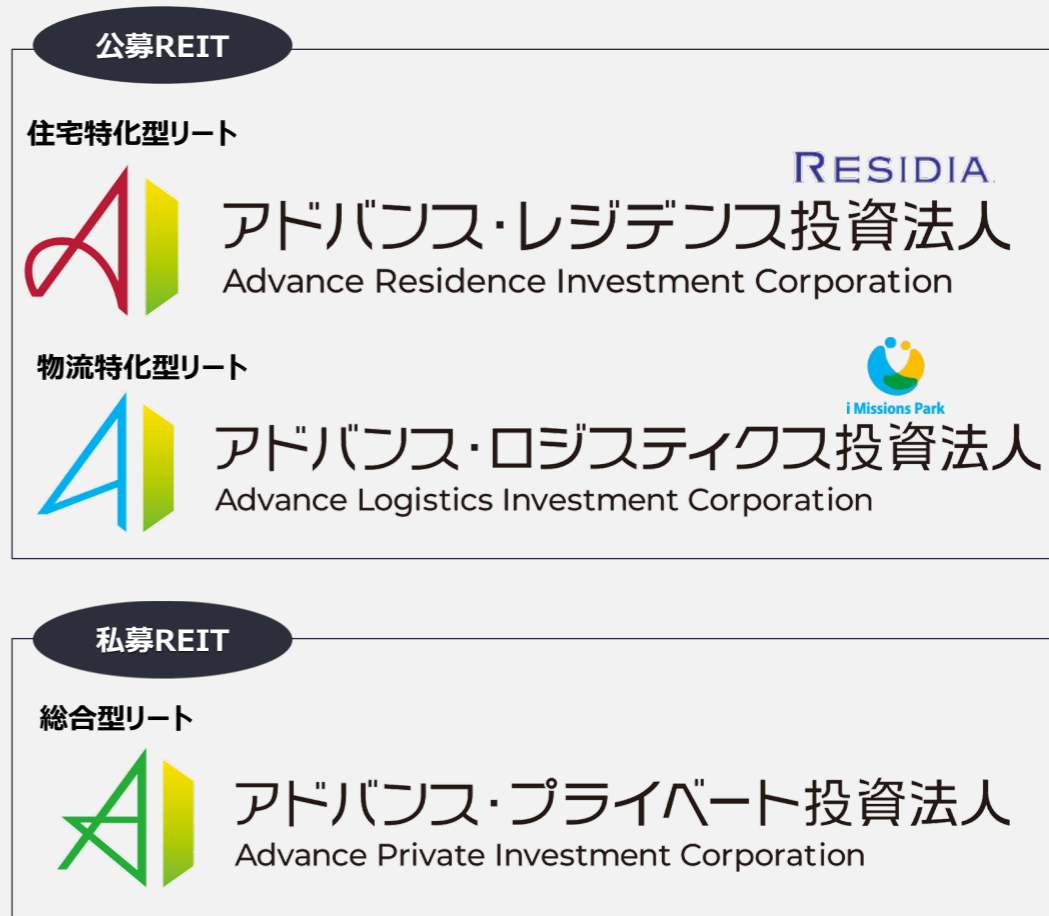 公募REIT
住宅特化型リート
RESIDIA
アドバンス・レジデンス投資法人
Advance Residence Investment Corporation
物流特化型リート
i Missions Park
アドバンス・ロジスティクス投資法人
Advance Logistics Investment Corporation
私募REIT
総合型リート
アドバンス・プライベート投資法人
Advance Private Investment Corporation